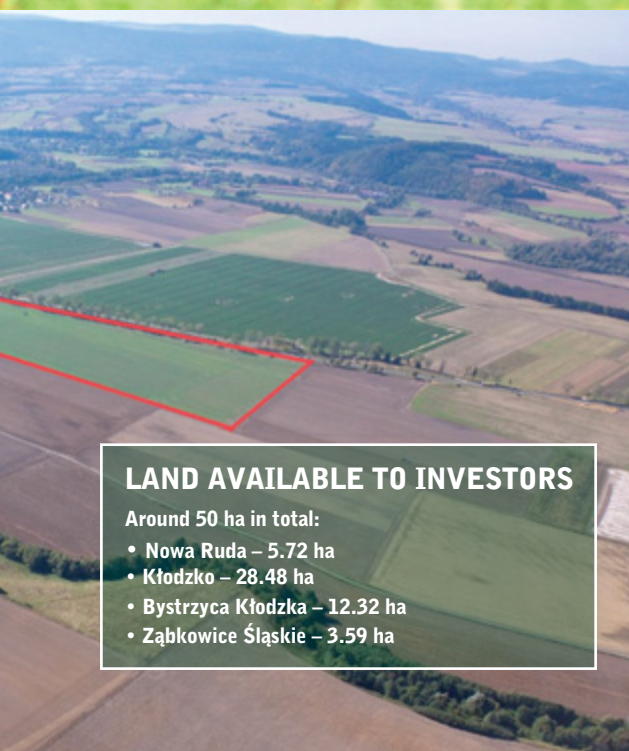 LAND AVAILABLE TO INVESTORS
Around 50 ha in total:
• Nowa Ruda – 5.72 ha
• Kłodzko – 28.48 ha
• Bystrzyca Kłodzka – 12.32 ha
• Ząbkowice Śląskie – 3.59 ha